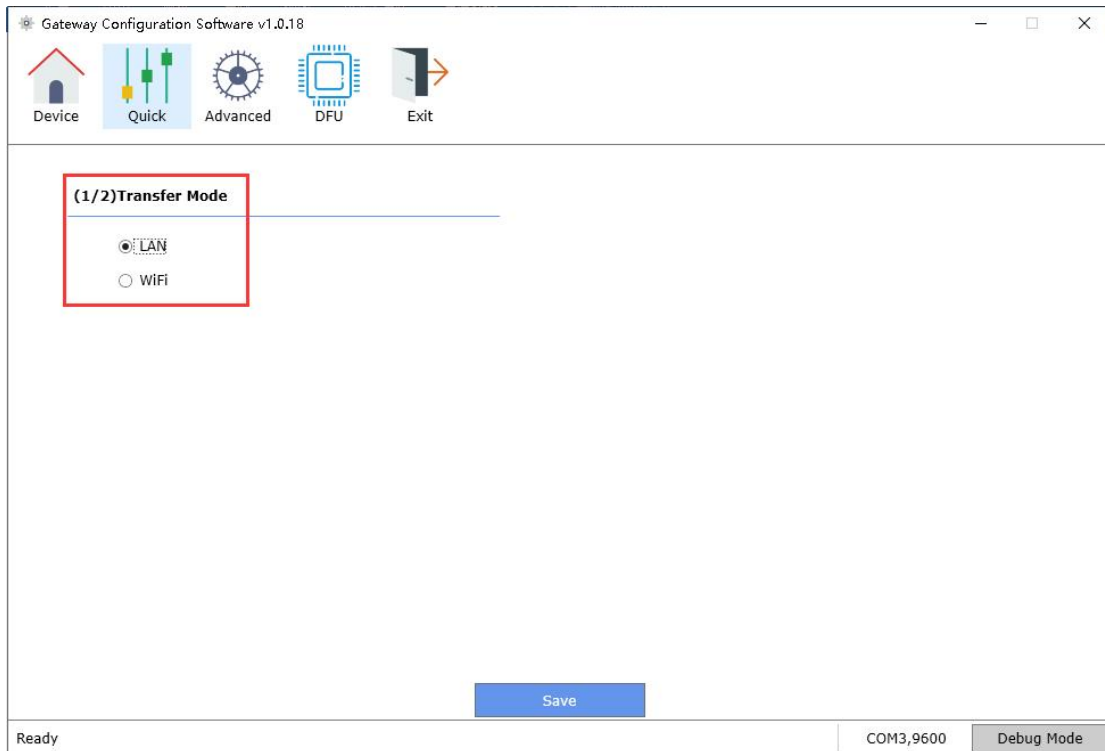 Gateway Configuration Software v1.0.18
Device Quick Advanced DFU Exit
(1/2)Transfer Mode
LAN
WiFi
Save
Ready COM3,9600 Debug Mode